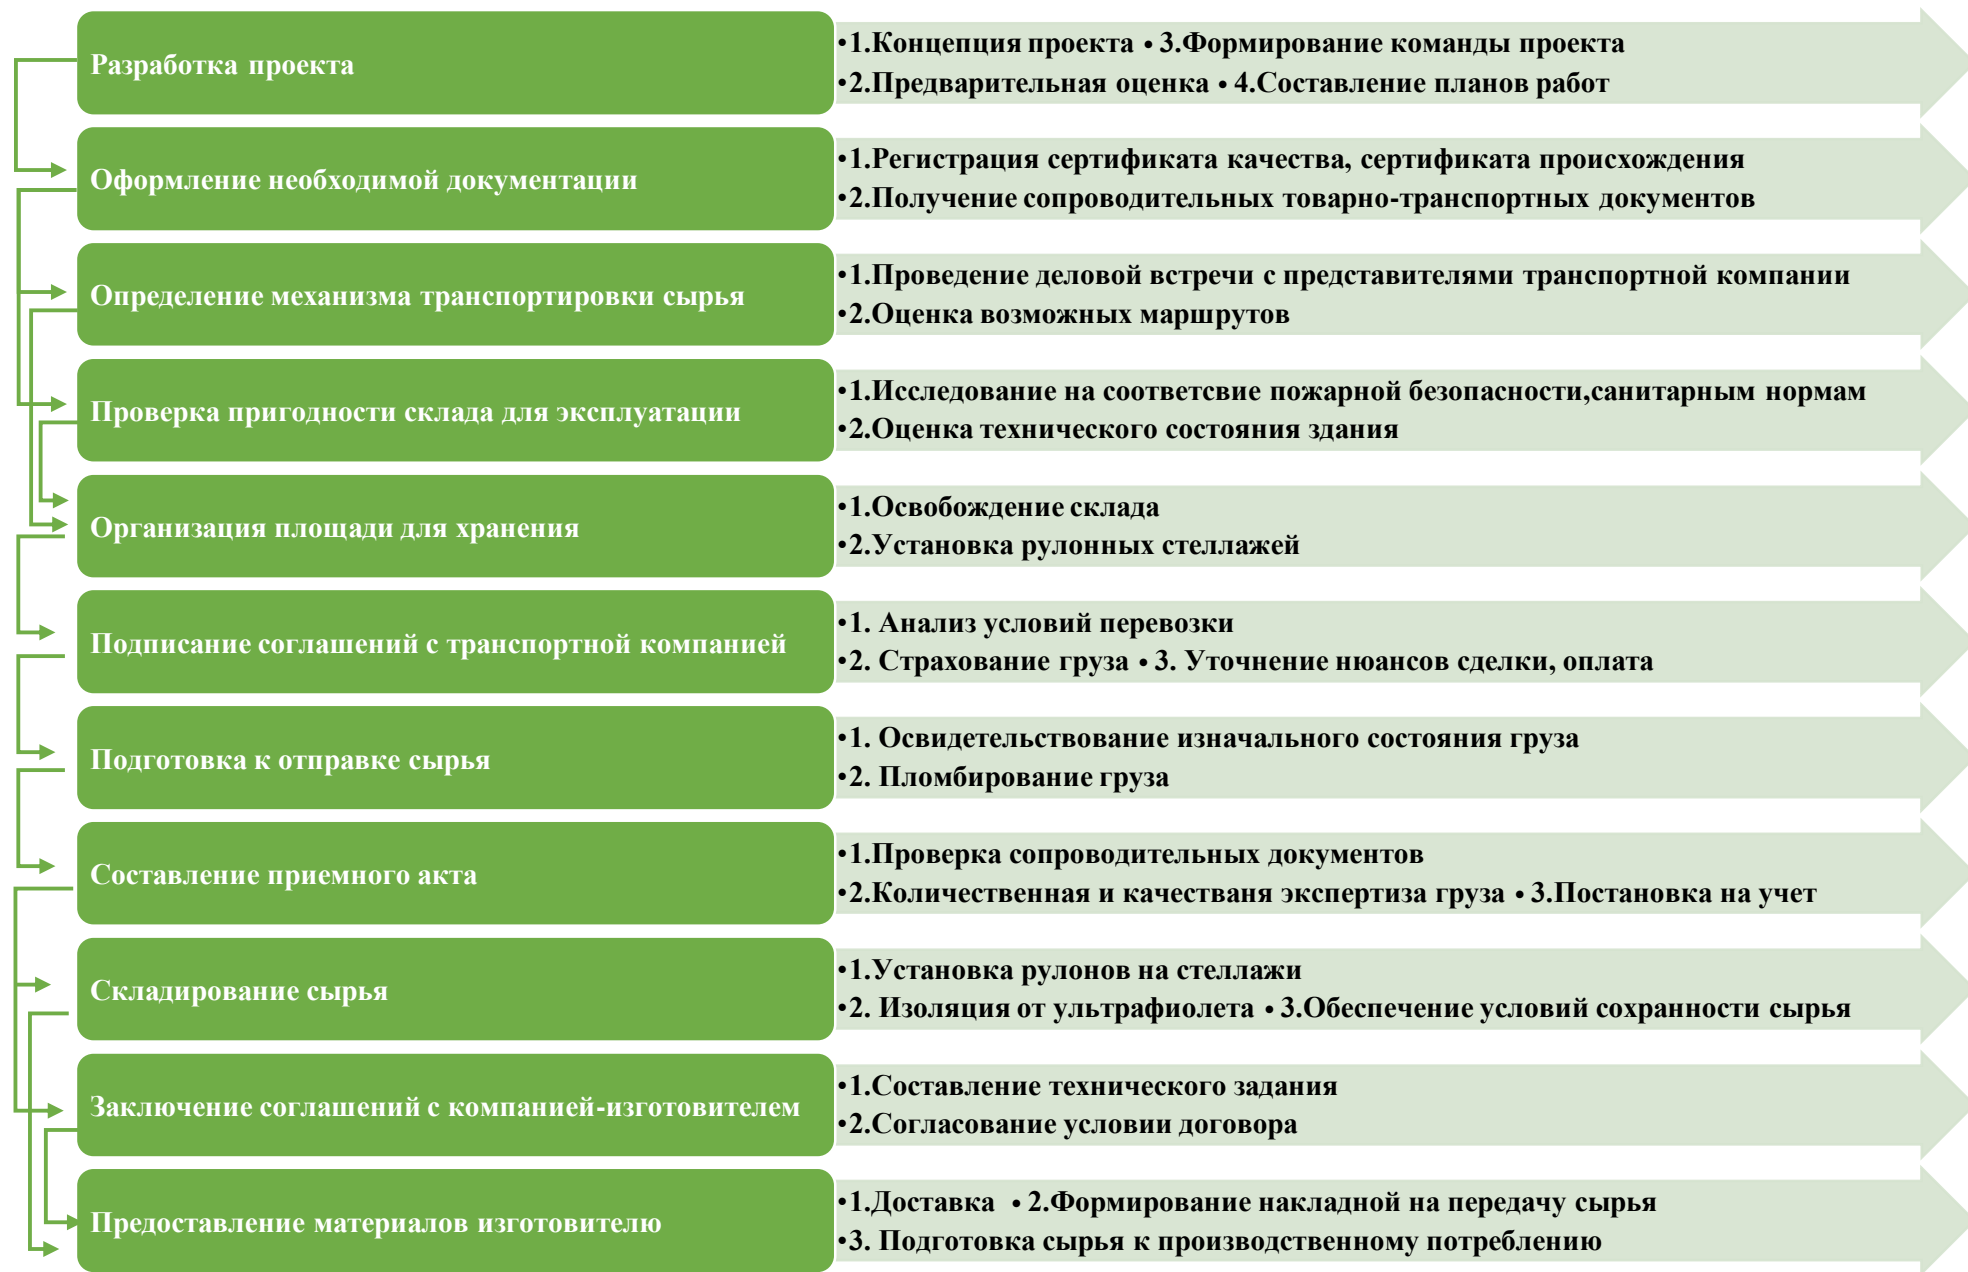 Разработка проекта
•1.Концепция проекта • 3.Формирование команды проекта
•2.Предварительная оценка • 4.Составление планов работ
Оформление необходимой документации
•1.Регистрация сертификата качества, сертификата происхождения
•2.Получение сопроводительных товарно-транспортных документов
Определение механизма транспортировки сырья
•1.Проведение деловой встречи с представителями транспортной компании
•2.Оценка возможных маршрутов
Проверка пригодности склада для эксплуатации
•1.Исследование на соответсвие пожарной безопасности,санитарным нормам
•2.Оценка технического состояния здания
Организация площади для хранения
•1.Освобождение склада
•2.Установка рулонных стеллажей
Подписание соглашений с транспортной компанией
•1. Анализ условий перевозки
•2. Страхование груза • 3. Уточнение нюансов сделки, оплата
Подготовка к отправке сырья
•1. Освидетельствование изначального состояния груза
•2. Пломбирование груза
Составление приемного акта
•1.Проверка сопроводительных документов
•2.Количественная и качестваня экспертиза груза • 3.Постановка на учет
Складирование сырья
•1.Установка рулонов на стеллажи
•2. Изоляция от ультрафиолета • 3.Обеспечение условий сохранности сырья
Заключение соглашений с компанией-изготовителем
•1.Составление технического задания
•2.Согласование условии договора
Предоставление материалов изготовителю
•1.Доставка • 2.Формирование накладной на передачу сырья
•3. Подготовка сырья к производственному потреблению